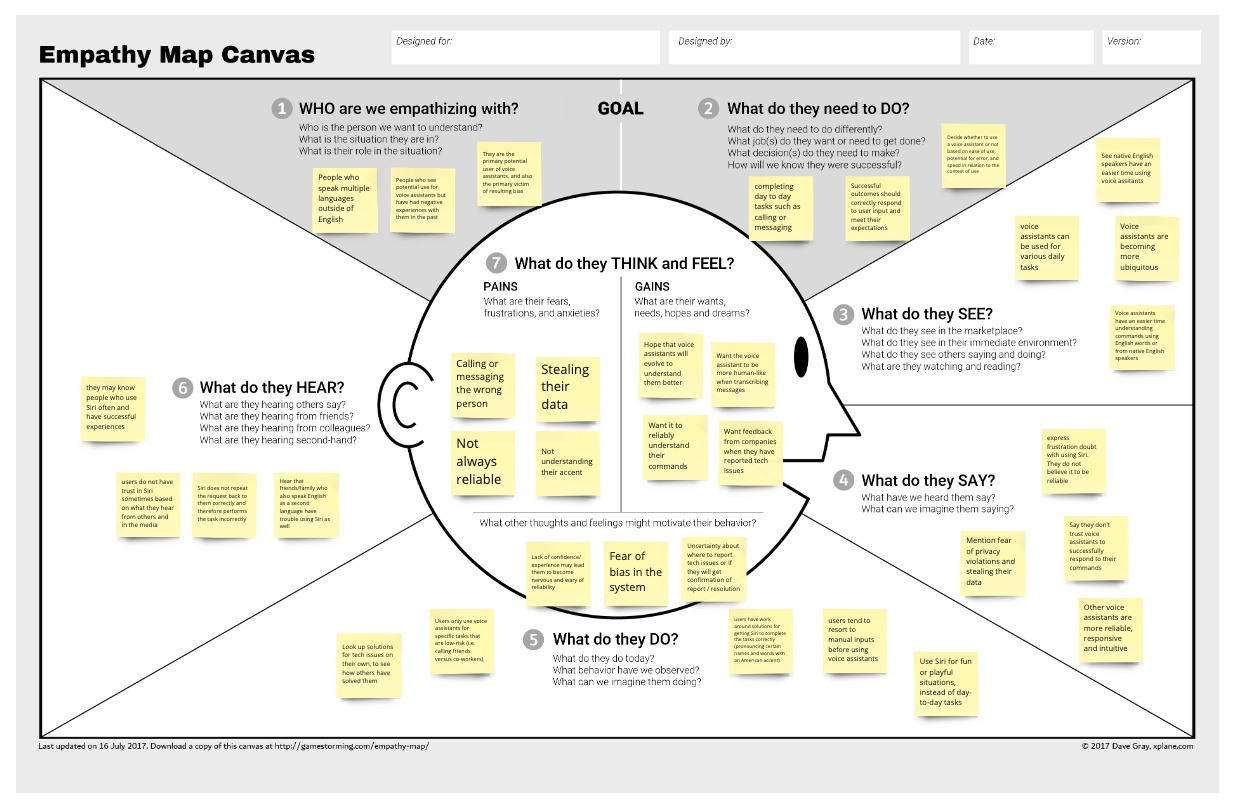 Empathy Map Canvas
Designed for:
Designed by:
Date:
Version:
1
WHO are we empathizing with?
Who is the person we want to understand?
What is the situation they are in?
What is their role in the situation?
People who
speak multiple
languages
outside of
English
People who see
potential use for
voice assistants but
have had negative
experiences with
them in the past
They are the
primary potential
user of voice
assistants, and also
the primary victim
of resulting bias
GOAL
2
What do they need to DO?
What do they need to do differently?
What job(s) do they want or need to get done?
What decision(s) do they need to make?
How will we know they were successful?
completing
day to day
tasks such as
calling or
messaging
Successful
outcomes should
correctly respond
to user input and
meet their
expectations
Decide whether to use
a voice assistant or not
based on ease of use,
potential for error, and
speed in relation to the
context of use
See native English
speakers have an
easier time using
voice assitants
voice
assistants can
be used for
various daily
tasks
Voice
assistants are
becoming
more
ubiquitous
3
What do they SEE?
What do they see in the marketplace?
What do they see in their immediate environment?
What do they see others saying and doing?
What are they watching and reading?
Voice assistants
have an easier time
understanding
commands using
English words or
from native English
speakers
4
What do they SAY?
What have we heard them say?
What can we imagine them saying?
express
frustration doubt
with using Siri.
They do not
believe it to be
reliable
Mention fear
of privacy
violations and
stealing their
data
Say they don't
trust voice
assistants to
successfully
respond to their
commands
Other voice
assistants are
more reliable,
responsive
and intuitive
5
What do they DO?
What do they do today?
What behavior have we observed?
What can we imagine them doing?
Look up solutions
for tech issues on
their own, to see
how others have
solved them
Users only use voice
assistants for
specific tasks that
are low-risk (i.e.
calling friends
versus co-workers)
users have work
around solutions for
getting Siri to complete
the tasks correctly
(pronouncing certain
names and words with
an American accent)
users tend to
resort to
manual inputs
before using
voice assistants
Use Siri for fun
or playful
situations,
instead of day-
to-day tasks
6
What do they HEAR?
What are they hearing others say?
What are they hearing from friends?
What are they hearing from colleagues?
What are they hearing second-hand?
they may know
people who use
Siri often and
have successful
experiences
users do not have
trust in Siri
sometimes based
on what they hear
from others and
in the media
Siri does not repeat
the request back to
them correctly and
therefore performs
the task incorrectly
Hear that
friends/family who
also speak English
as a second
language have
trouble using Siri as
well
7
What do they THINK and FEEL?
PAINS
What are their fears,
frustrations, and anxieties?
Calling or
messaging
the wrong
person
Stealing
their
data
Not
always
reliable
Not
understanding
their accent
GAINS
What are their wants,
needs, hopes and dreams?
Hope that voice
assistants will
evolve to
understand
them better
Want the voice
assistant to be
more human-like
when transcribing
messages
Want it to
reliably
understand
their
commands
Want feedback
from companies
when they have
reported tech
issues
What other thoughts and feelings might motivate their behavior?
Lack of confidence/
experience may lead
them to become
nervous and wary of
reliability
Fear of
bias in the
system
Uncertainty about
where to report
tech issues or if
they will get
confirmation of
report / resolution
Last updated on 16 July 2017. Download a copy of this canvas at http://gamestorming.com/empathy-map/
© 2017 Dave Gray, xplane.com